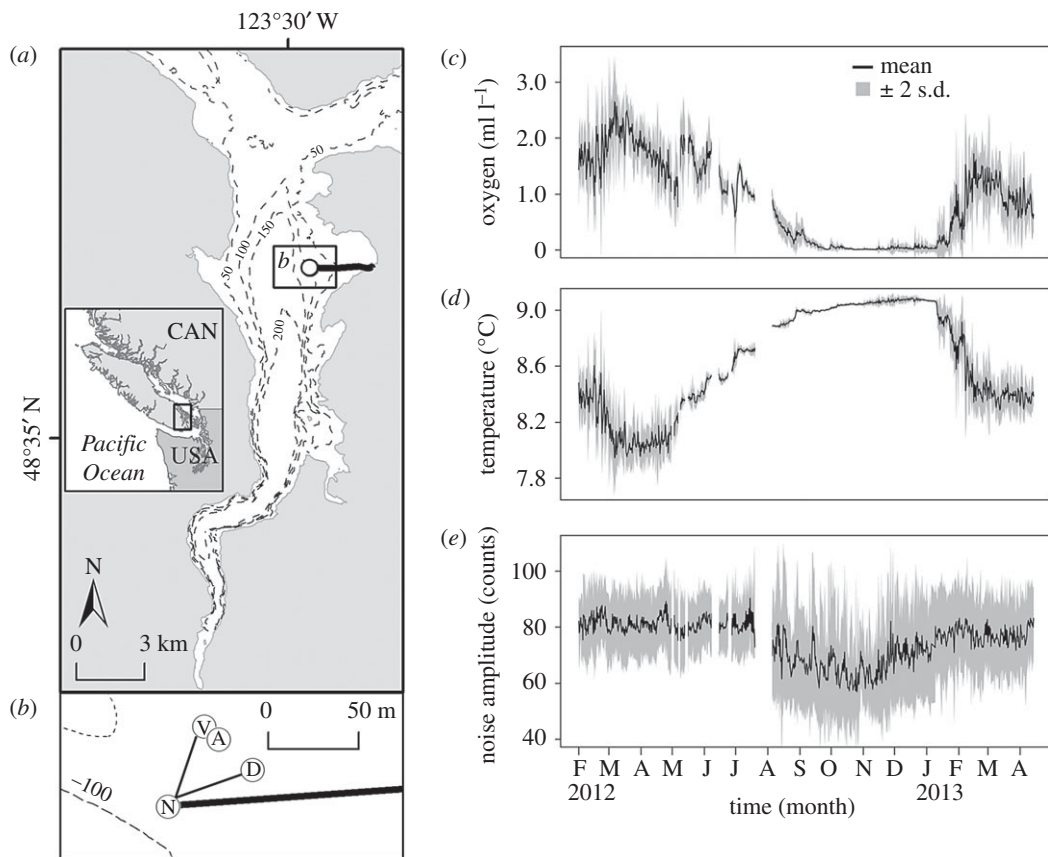 123°30′ W
(a)
50
150
100
50
b
200
CAN
48°35′ N
Pacific
Ocean
USA
N
0 3 km
(b)
0 50 m
V
A
D
N
–100
(c)
oxygen (ml l⁻¹)
3.0
2.0
1.0
0
mean
± 2 s.d.
(d)
temperature (°C)
9.0
8.6
8.2
7.8
(e)
noise amplitude (counts)
100
80
60
40
F M A M J J A S O N D J F M A
2012 2013
time (month)